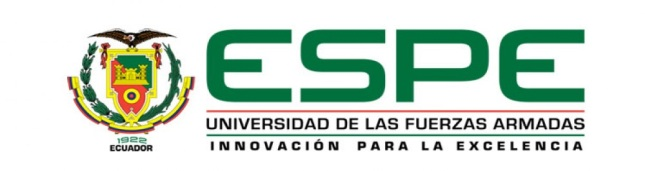 ESPE
UNIVERSIDAD DE LAS FUERZAS ARMADAS
INNOVACIÓN PARA LA EXCELENCIA
1922
ECUADOR